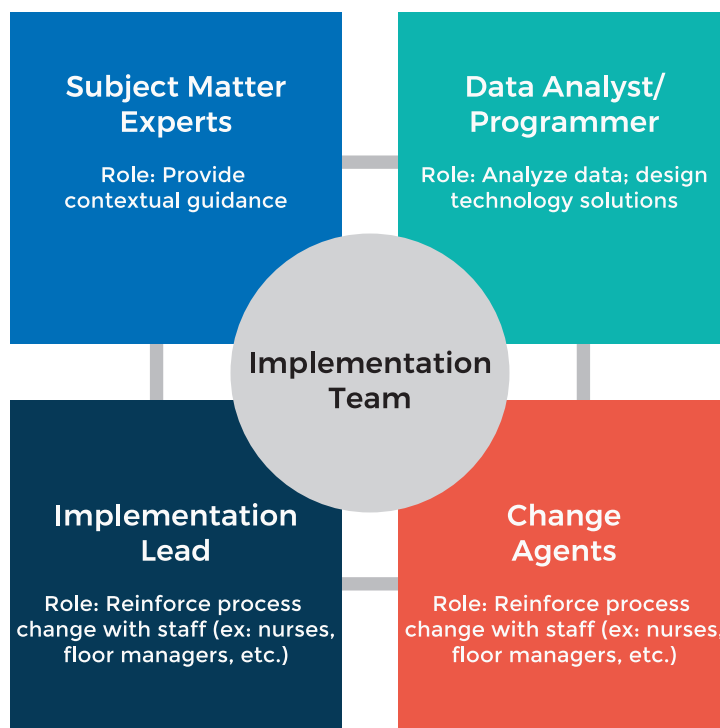 Subject Matter
Experts
Role: Provide
contextual guidance
Data Analyst/
Programmer
Role: Analyze data; design
technology solutions
Implementation
Team
Implementation
Lead
Role: Reinforce process
change with staff (ex: nurses,
floor managers, etc.)
Change
Agents
Role: Reinforce process
change with staff (ex: nurses,
floor managers, etc.)